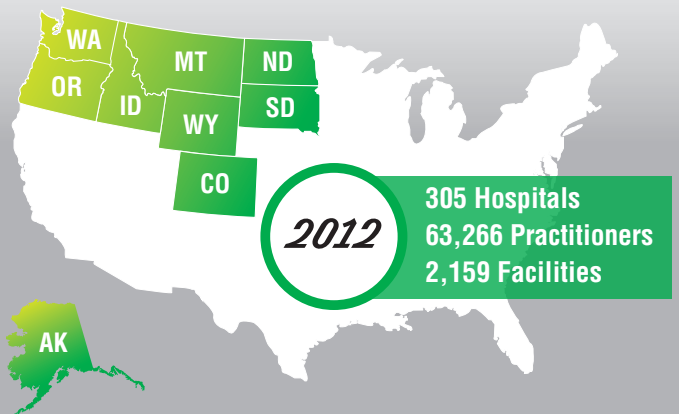 WA
MT
ND
OR
ID
SD
WY
CO
2012
305 Hospitals
63,266 Practitioners
2,159 Facilities
AK